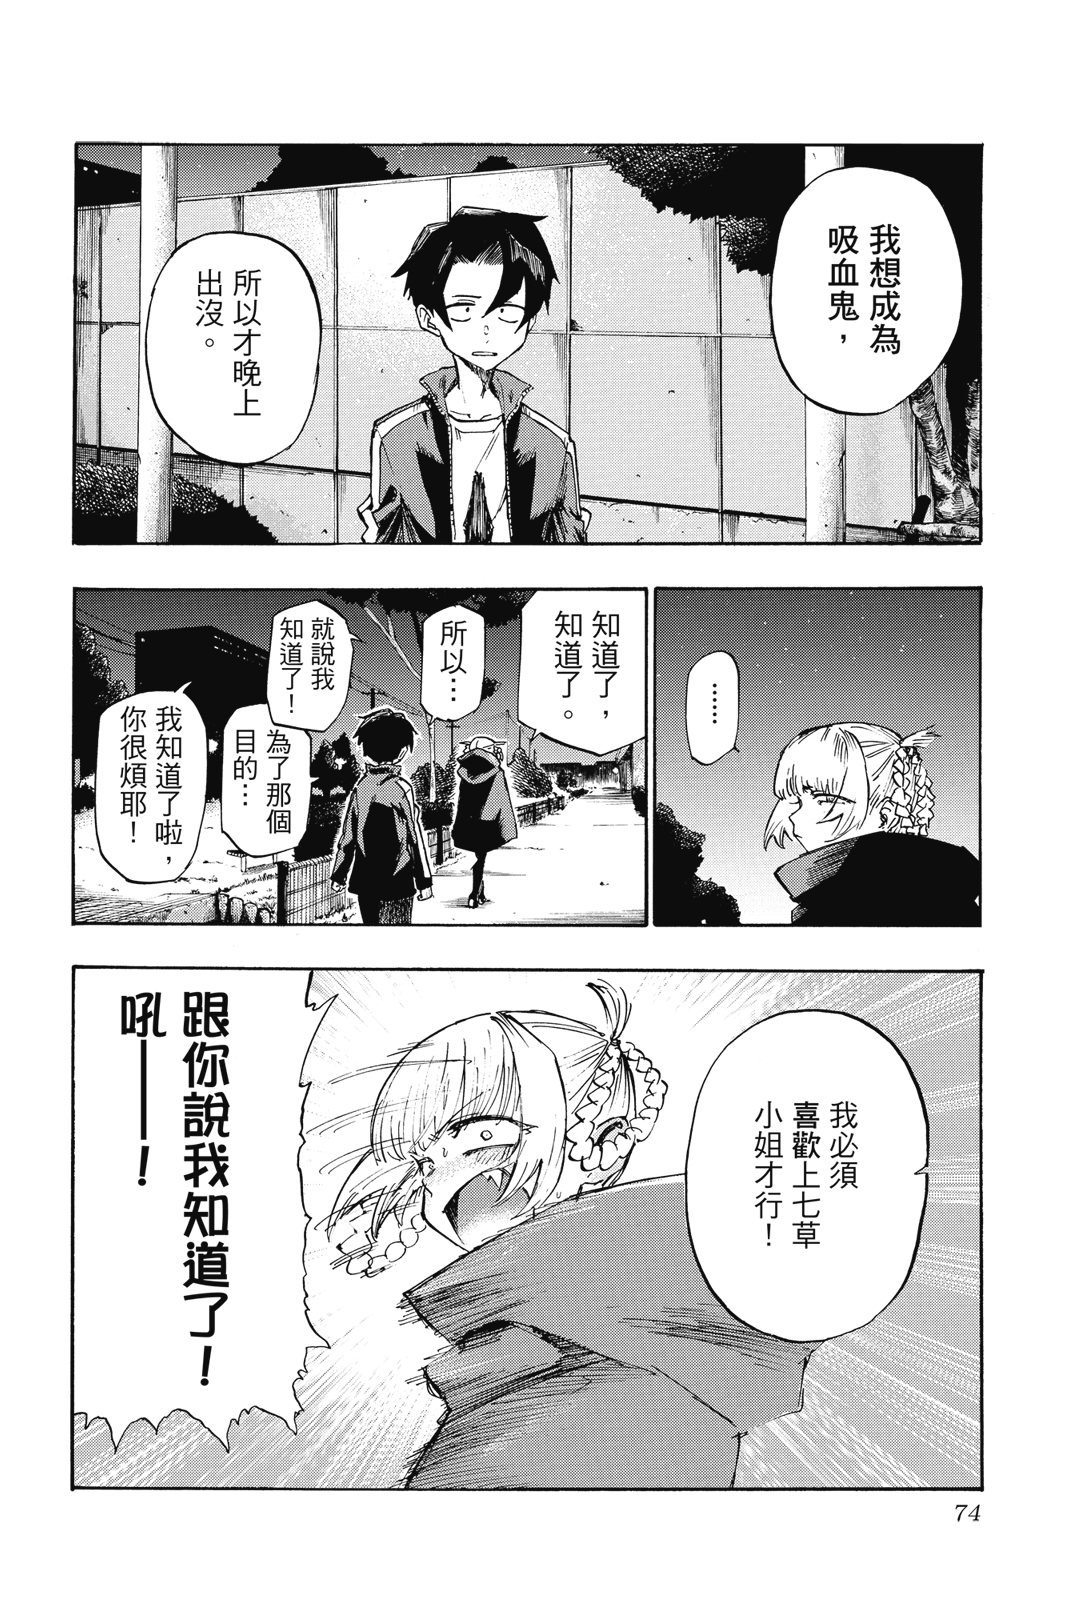 我想成為
吸血鬼，
所以才晚上
出沒。
……
知道了，
知道了。
所以…
就說我
知道了！
為了那個
目的…
我知道了啦，
你很煩耶！
我必須
喜歡上七草
小姐才行！
跟你說我知道了！
吼——！
74